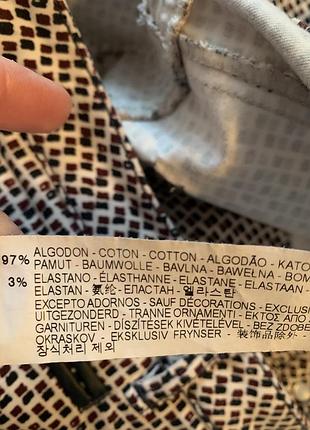 97% ALGODON - COTON - COTTON - ALGODÃO - KATO
PAMUT - BAUMWOLLE - BAVLNA - BAWEŁNA - BOM
3% ELASTANO - ÉLASTHANNE - ELASTANE - ELASTAAN -
ELASTAN - 氨纶 - ЕЛАСТАН - 엘라스탄
EXCEPTO ADORNOS - SAUF DÉCORATIONS - EXCLUSI
UITGEZONDERD - TRANNE ORNAMENTI - ΕΚΤΟΣ ΑΠΟ
GARNITUREN - DÍSZÍTÉSEK KIVÉTELÉVEL - BEZ ZDOBE
OKRASKOV - EKSKLUSIV FRYNSER - 装饰品除外 -
장식처리 제외